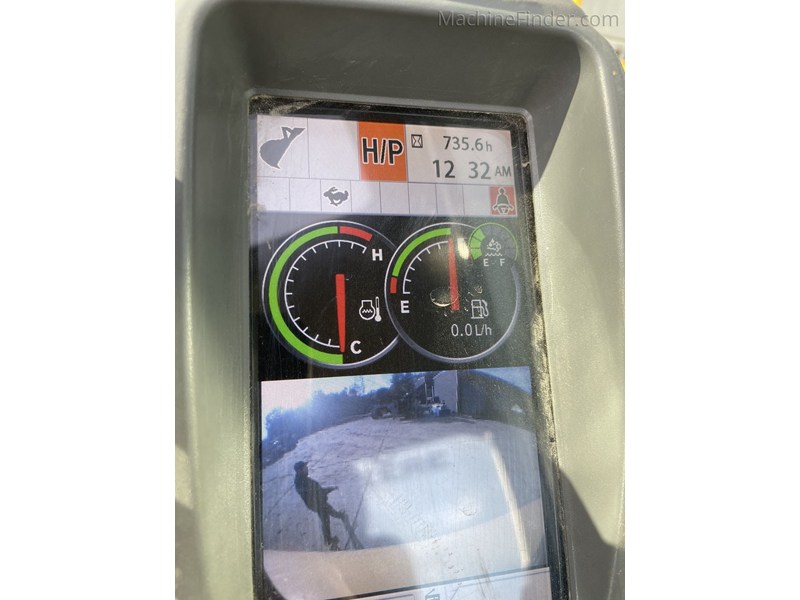 MachineFinder.com
H/P
735.6h
12 32 AM
H
C
E
E F
0.0 L/h